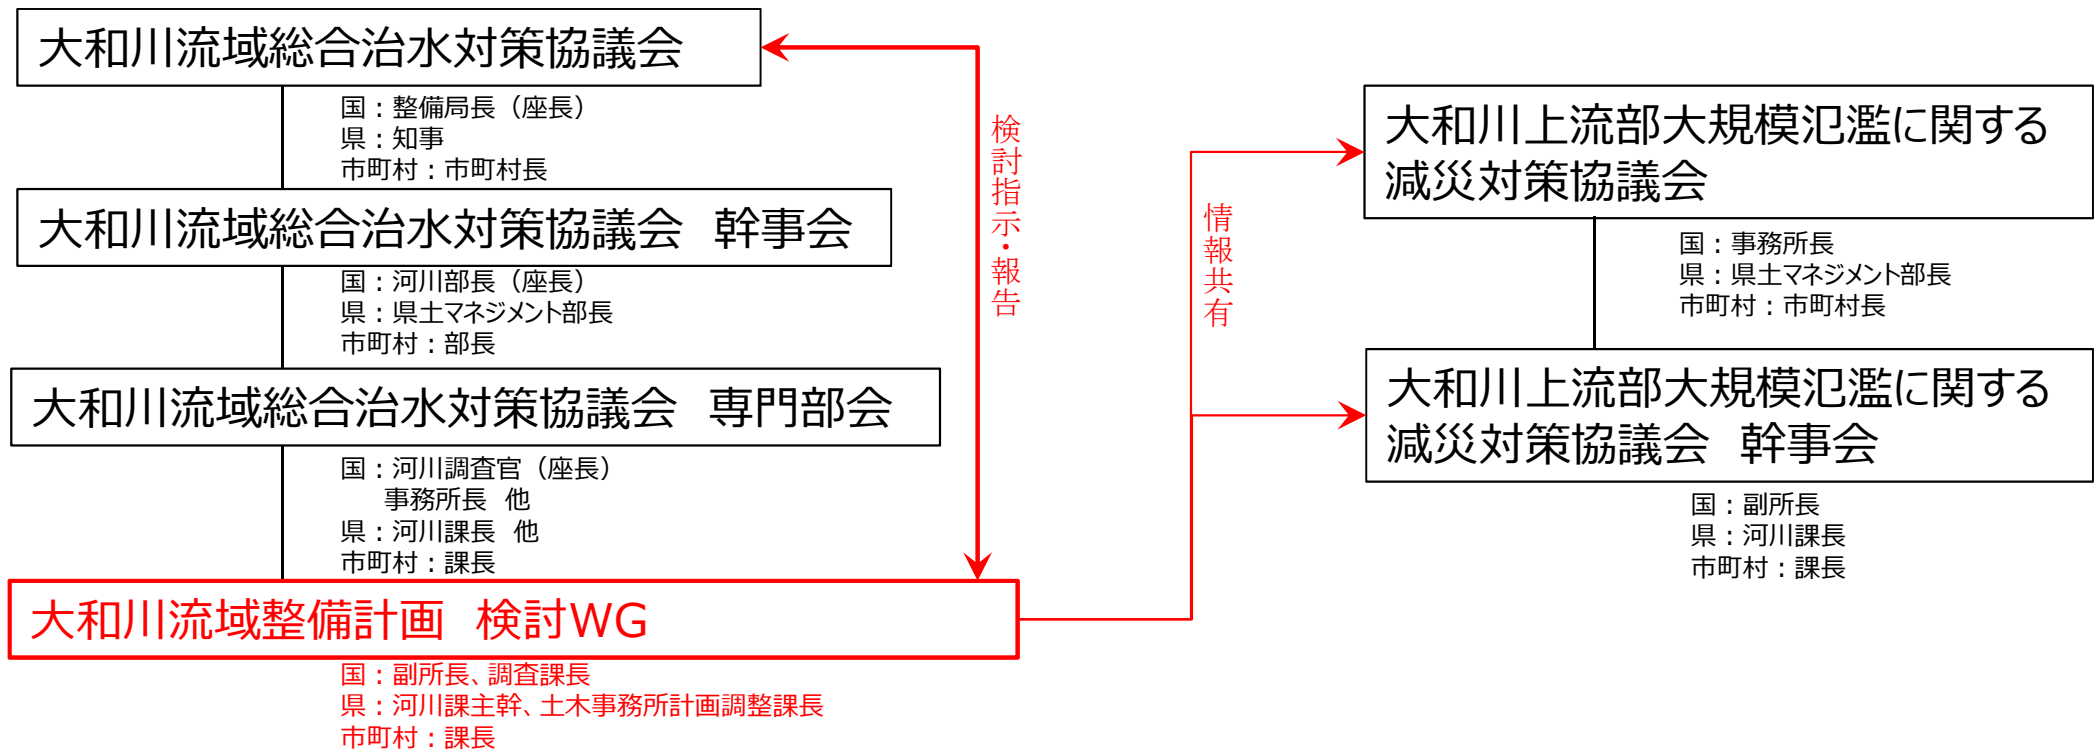 大和川流域総合治水対策協議会
国：整備局長（座長）
県：知事
市町村：市町村長
大和川流域総合治水対策協議会　幹事会
国：河川部長（座長）
県：県土マネジメント部長
市町村：部長
大和川流域総合治水対策協議会　専門部会
国：河川調査官（座長）
事務所長　他
県：河川課長　他
市町村：課長
大和川流域整備計画　検討WG
国：副所長、調査課長
県：河川課主幹、土木事務所計画調整課長
市町村：課長
検討指示・報告
情報共有
大和川上流部大規模氾濫に関する
減災対策協議会
国：事務所長
県：県土マネジメント部長
市町村：市町村長
大和川上流部大規模氾濫に関する
減災対策協議会　幹事会
国：副所長
県：河川課長
市町村：課長